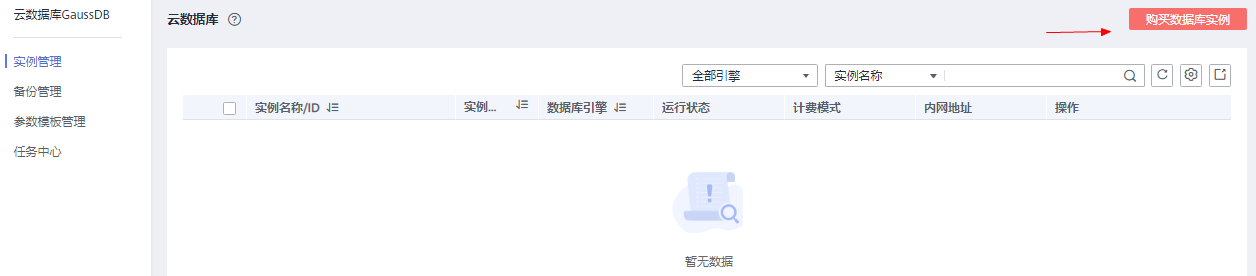 云数据库GaussDB
实例管理
备份管理
参数模板管理
任务中心
云数据库
购买数据库实例
全部引擎 实例名称
实例名称/ID 实例... 数据库引擎 运行状态 计费模式 内网地址 操作
暂无数据